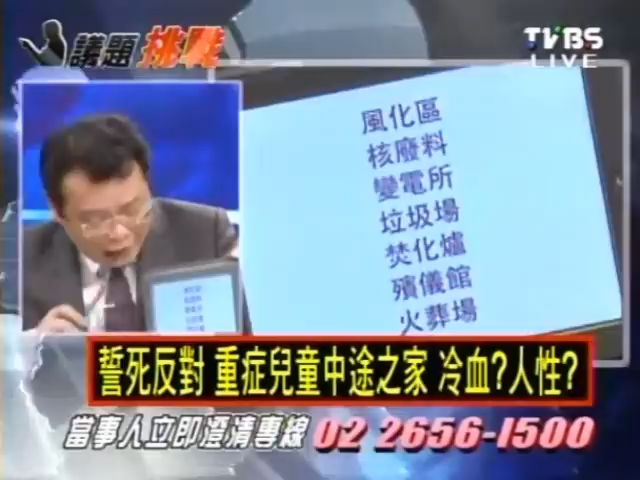 議題 挑戰
TVBS
LIVE
風化區
核廢料
變電所
垃圾場
焚化爐
殯儀館
火葬場
誓死反對 重症兒童中途之家 冷血?人性?
當事人立即澄清專線 02 2656-1500